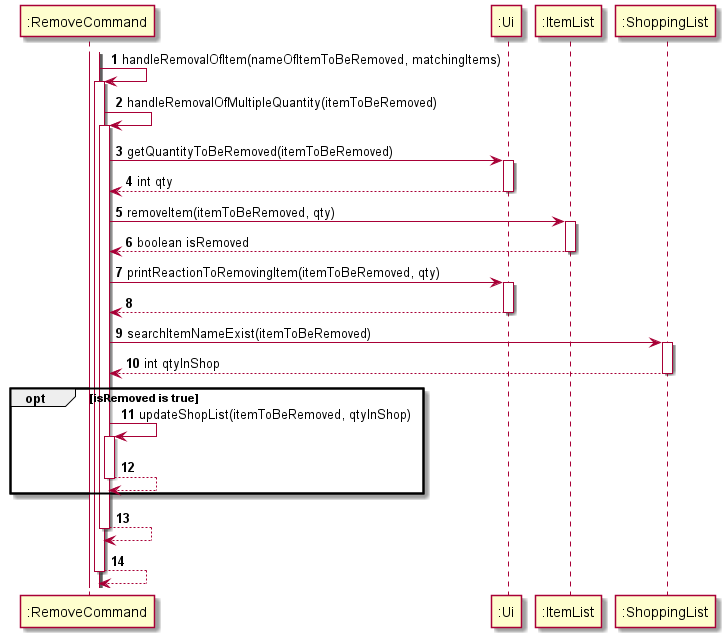 :RemoveCommand :Ui :ItemList :ShoppingList
1 handleRemovalOfItem(nameOfItemToBeRemoved, matchingItems)
2 handleRemovalOfMultipleQuantity(itemToBeRemoved)
3 getQuantityToBeRemoved(itemToBeRemoved)
4 int qty
5 removeItem(itemToBeRemoved, qty)
6 boolean isRemoved
7 printReactionToRemovingItem(itemToBeRemoved, qty)
8
9 searchItemNameExist(itemToBeRemoved)
10 int qtyInShop
opt [isRemoved is true]
11 updateShopList(itemToBeRemoved, qtyInShop)
12
13
14
:RemoveCommand :Ui :ItemList :ShoppingList